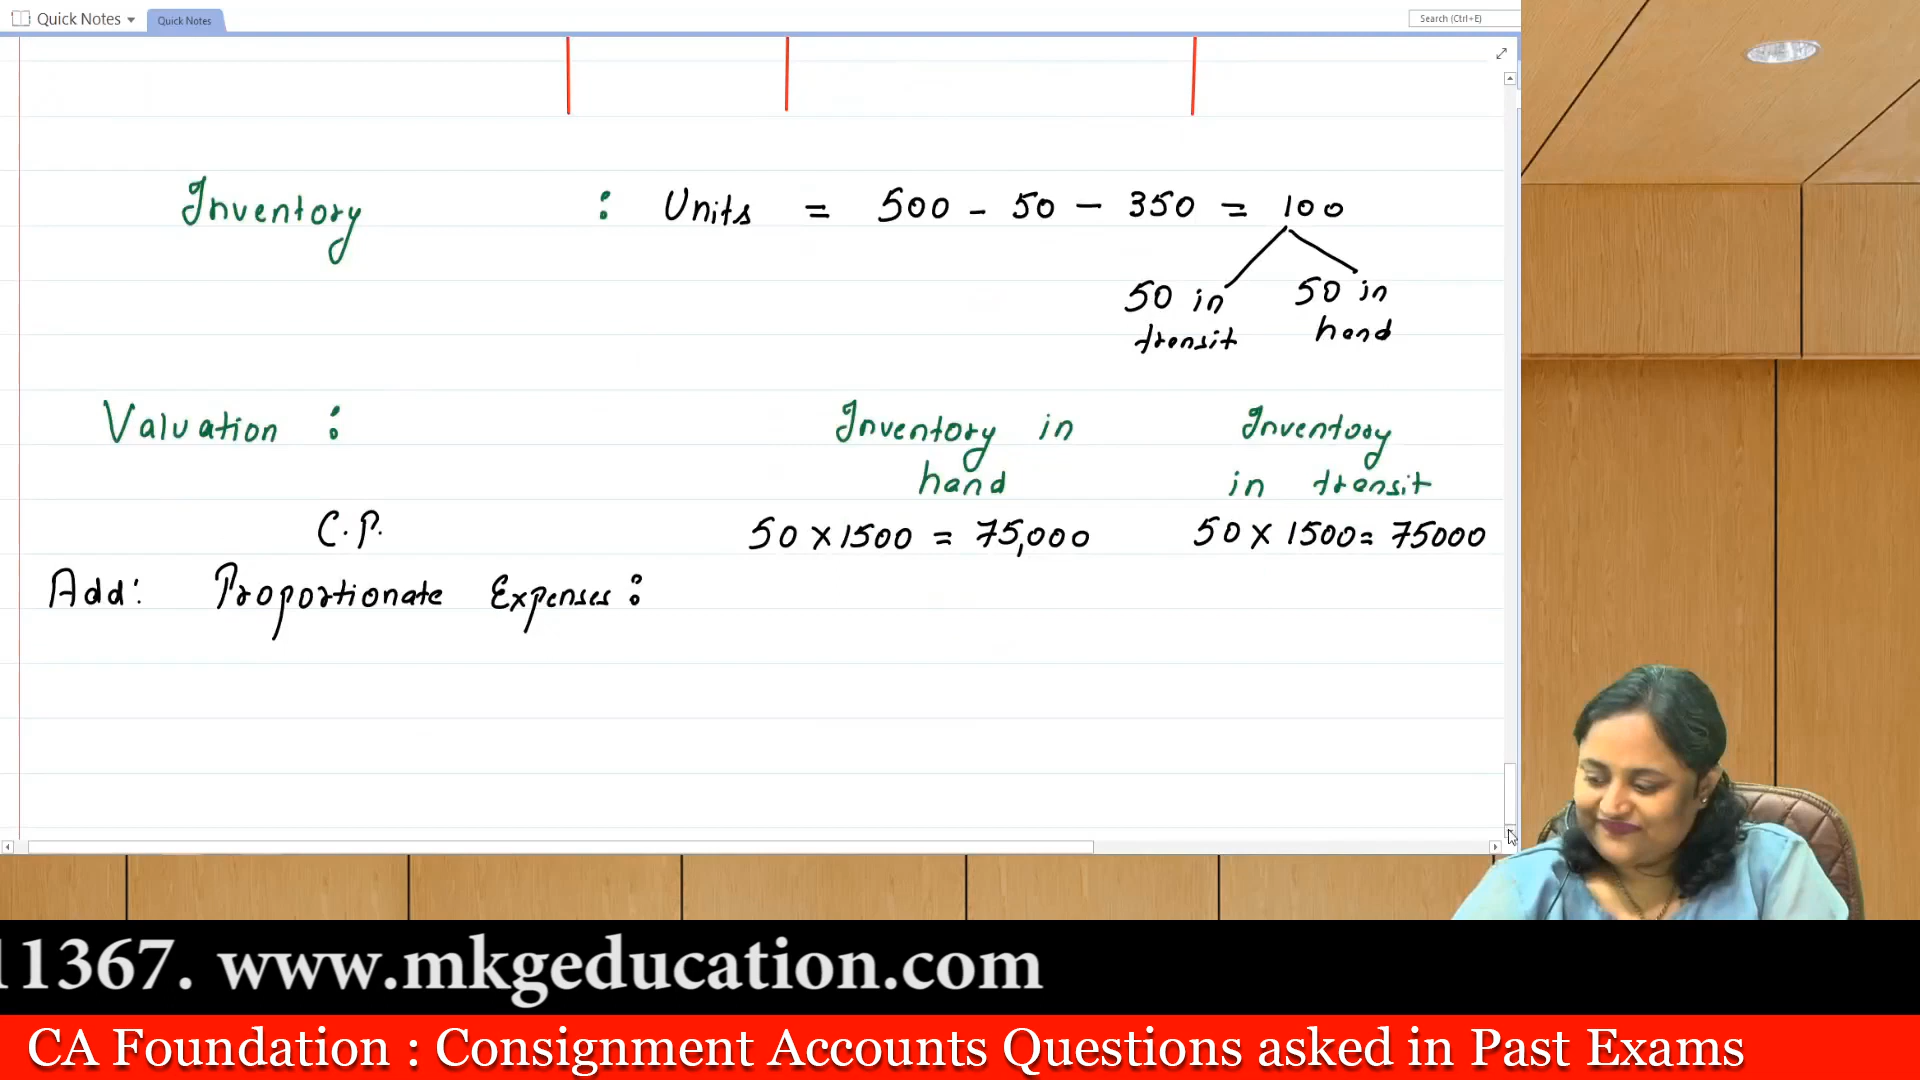 Quick Notes
Quick Notes
Search (Ctrl+E)
Inventory : Units = 500 - 50 - 350 = 100
50 in transit
50 in hand
Valuation :
Inventory in hand
Inventory in transit
C.P. 50 × 1500 = 75,000 50 × 1500 = 75000
Add: Proportionate Expenses :
11367. www.mkgeducation.com
CA Foundation : Consignment Accounts Questions asked in Past Exams